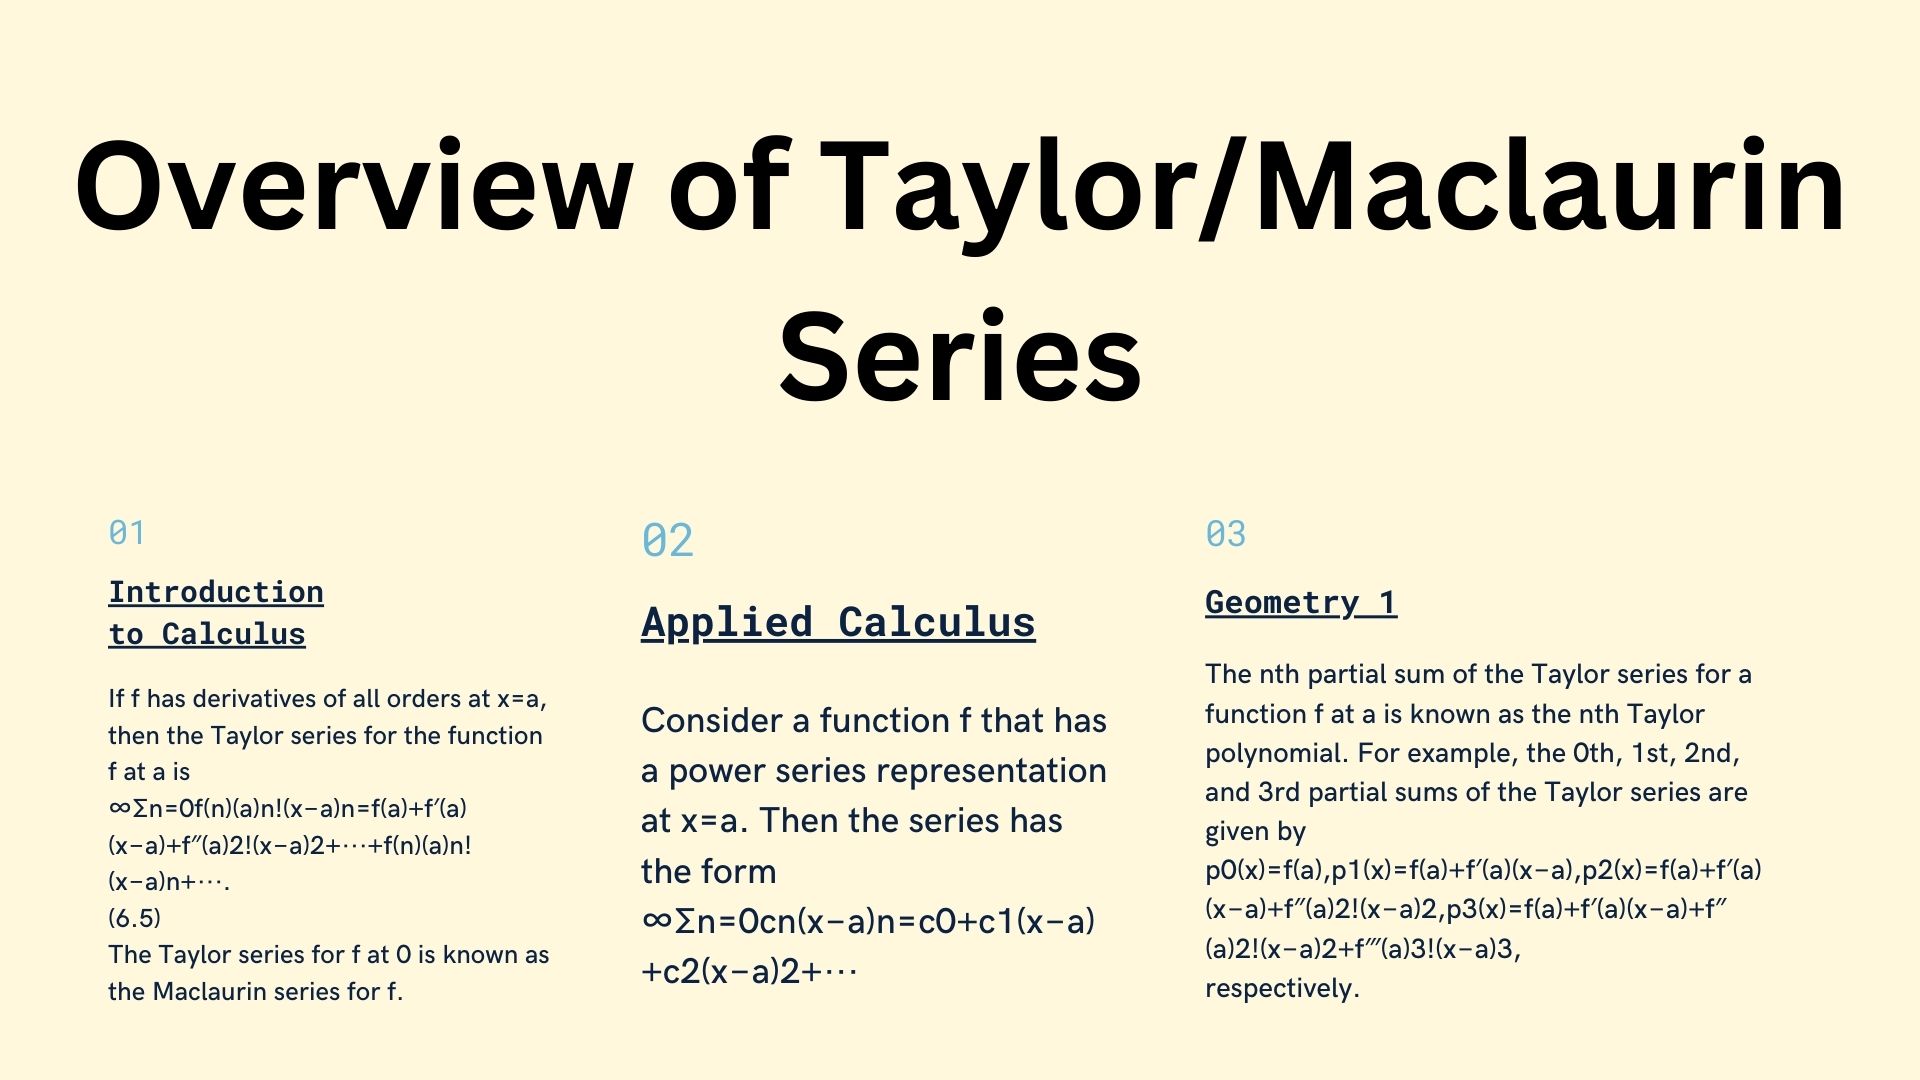 Overview of Taylor/Maclaurin
Series
01
Introduction
to Calculus
If f has derivatives of all orders at x=a,
then the Taylor series for the function
f at a is
∞Σn=0f(n)(a)n!(x−a)n=f(a)+f′(a)
(x−a)+f″(a)2!(x−a)2+⋯+f(n)(a)n!
(x−a)n+⋯.
(6.5)
The Taylor series for f at 0 is known as
the Maclaurin series for f.
02
Applied Calculus
Consider a function f that has
a power series representation
at x=a. Then the series has
the form
∞Σn=0cn(x−a)n=c0+c1(x−a)
+c2(x−a)2+⋯
03
Geometry 1
The nth partial sum of the Taylor series for a
function f at a is known as the nth Taylor
polynomial. For example, the 0th, 1st, 2nd,
and 3rd partial sums of the Taylor series are
given by
p0(x)=f(a),p1(x)=f(a)+f′(a)(x−a),p2(x)=f(a)+f′(a)
(x−a)+f″(a)2!(x−a)2,p3(x)=f(a)+f′(a)(x−a)+f″
(a)2!(x−a)2+f‴(a)3!(x−a)3,
respectively.